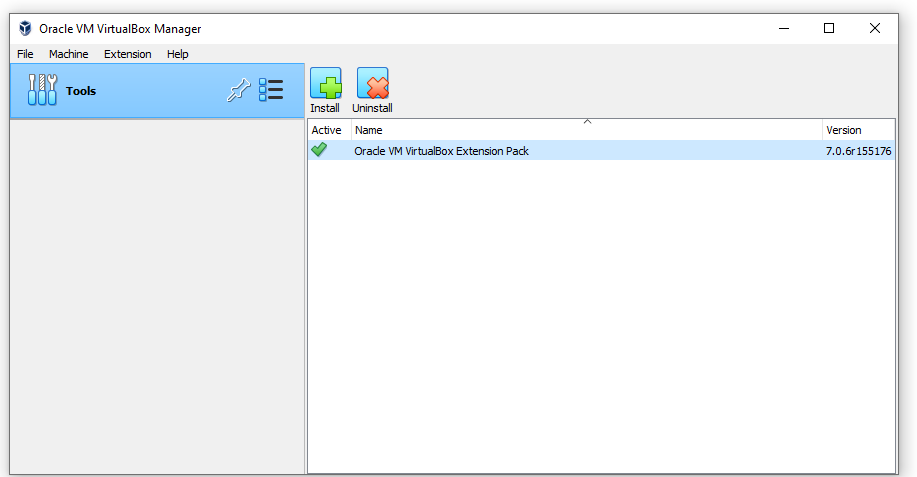 Oracle VM VirtualBox Manager
File Machine Extension Help
Tools
Install Uninstall
Active Name Version
Oracle VM VirtualBox Extension Pack 7.0.6r155176